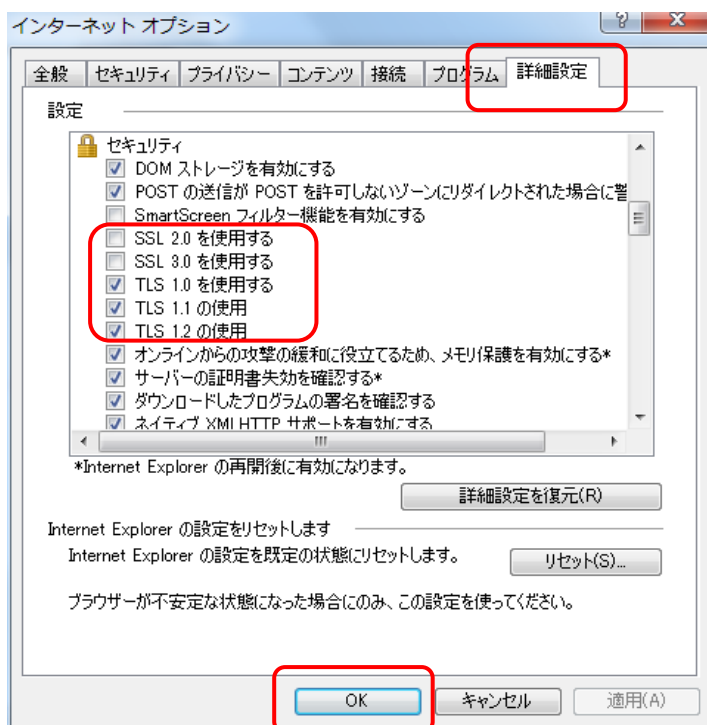 インターネット オプション
全般
セキュリティ
プライバシー
コンテンツ
接続
プログラム
詳細設定
設定
セキュリティ
DOM ストレージを有効にする
POST の送信が POST を許可しないゾーンにリダイレクトされた場合に警
SmartScreen フィルター機能を有効にする
SSL 2.0 を使用する
SSL 3.0 を使用する
TLS 1.0 を使用する
TLS 1.1 の使用
TLS 1.2 の使用
オンラインからの攻撃の緩和に役立てるため、メモリ保護を有効にする*
サーバーの証明書失効を確認する*
ダウンロードしたプログラムの署名を確認する
ネイティブ XMLHTTP サポートを有効にする
*Internet Explorer の再開後に有効になります。
詳細設定を復元(R)
Internet Explorer の設定をリセットします
Internet Explorer の設定を既定の状態にリセットします。
リセット(S)...
ブラウザーが不安定な状態になった場合にのみ、この設定を使ってください。
OK
キャンセル
適用(A)